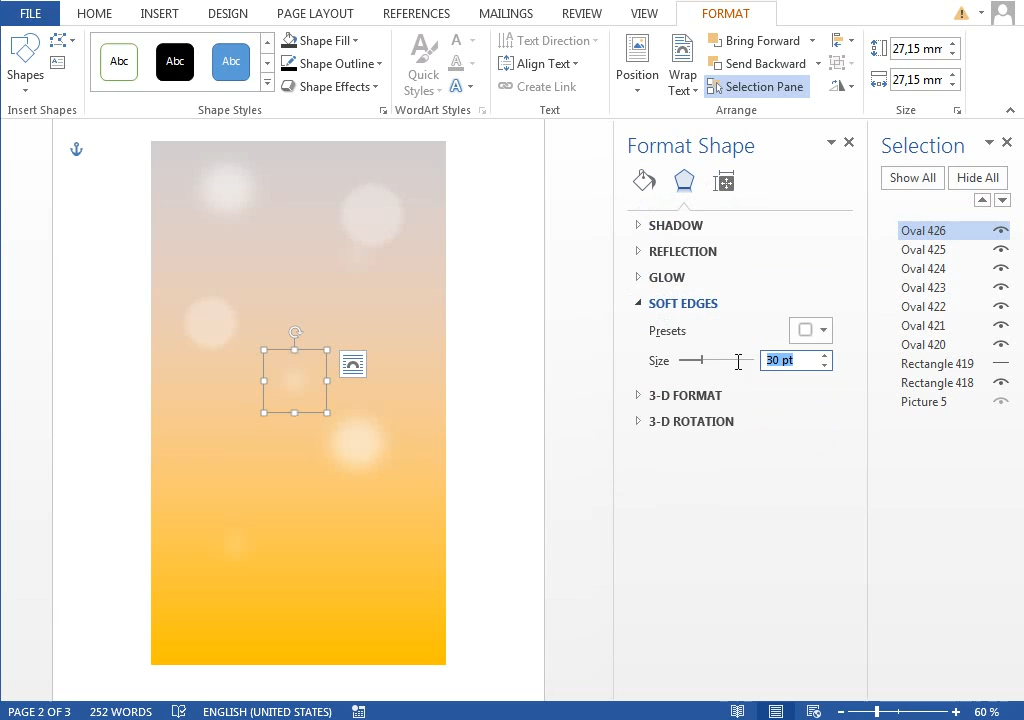 FILE HOME INSERT DESIGN PAGE LAYOUT REFERENCES MAILINGS REVIEW VIEW FORMAT
Shapes
Insert Shapes
Abc Abc Abc
Shape Fill
Shape Outline
Shape Effects
Shape Styles
A A
Quick
Styles
A
WordArt Styles
Text Direction
Align Text
Create Link
Text
Position
Wrap
Text
Bring Forward
Send Backward
Selection Pane
Arrange
27,15 mm
27,15 mm
Size
Format Shape
SHADOW
REFLECTION
GLOW
SOFT EDGES
Presets
Size 30 pt
3-D FORMAT
3-D ROTATION
Selection
Show All Hide All
Oval 426
Oval 425
Oval 424
Oval 423
Oval 422
Oval 421
Oval 420
Rectangle 419
Rectangle 418
Picture 5
PAGE 2 OF 3 252 WORDS ENGLISH (UNITED STATES) 60 %